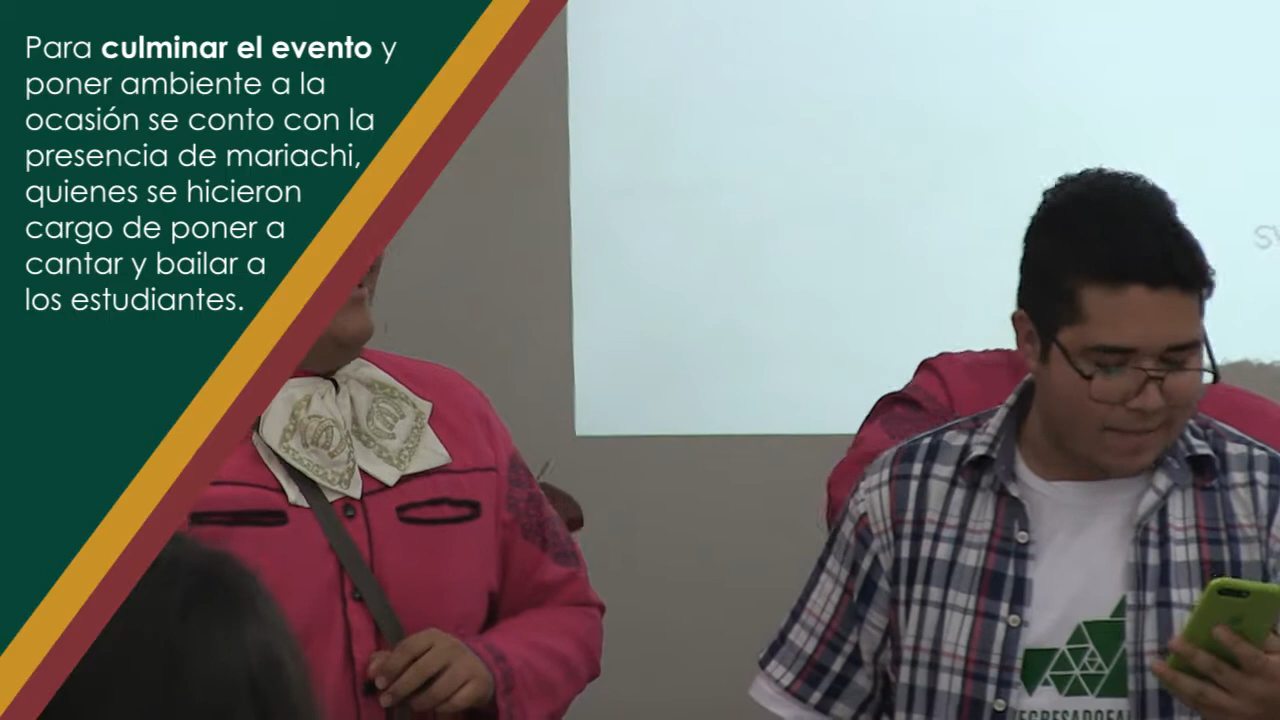 Para culminar el evento y
poner ambiente a la
ocasión se conto con la
presencia de mariachi,
quienes se hicieron
cargo de poner a
cantar y bailar a
los estudiantes.